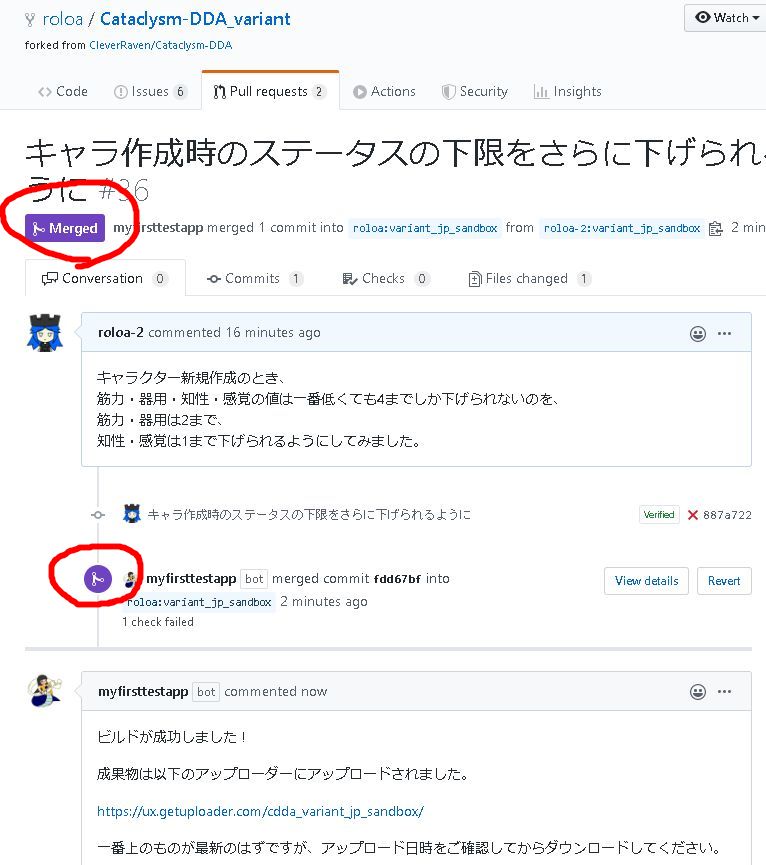 roloa / Cataclysm-DDA_variant
Watch
forked from CleverRaven/Cataclysm-DDA
Code Issues 6 Pull requests 2 Actions Security Insights
キャラ作成時のステータスの下限をさらに下げられ
うに #36
Merged myfirsttestapp merged 1 commit into roloa:variant_jp_sandbox from roloa-2:variant_jp_sandbox 2 min
Conversation 0 Commits 1 Checks 0 Files changed 1
roloa-2 commented 16 minutes ago
キャラクター新規作成のとき、
筋力・器用・知性・感覚の値は一番低くても4までしか下げられないのを、
筋力・器用は2まで、
知性・感覚は1まで下げられるようにしてみました。
キャラ作成時のステータスの下限をさらに下げられるように Verified 887a722
myfirsttestapp bot merged commit fdd67bf into View details Revert
roloa:variant_jp_sandbox 2 minutes ago
1 check failed
myfirsttestapp bot commented now
ビルドが成功しました！
成果物は以下のアップローダーにアップロードされました。
https://ux.getuploader.com/cdda_variant_jp_sandbox/
一番上のものが最新のはずですが、アップロード日時をご確認してからダウンロードしてください。